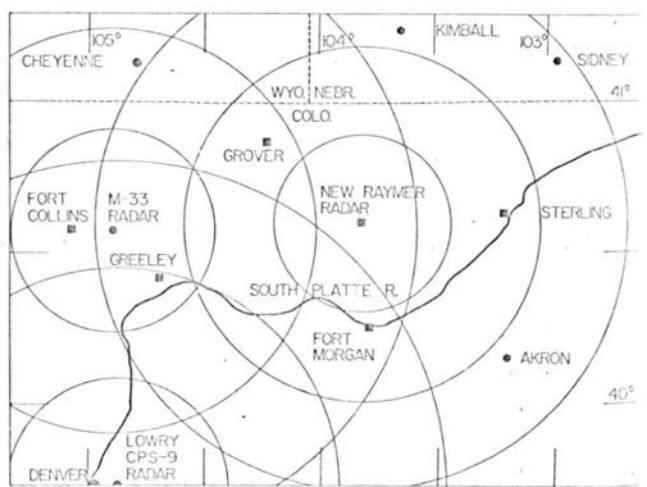 105°
104°
KIMBALL
103°
CHEYENNE
SIDNEY
WYO. NEBR.
41°
COLO.
GROVER
FORT
COLLINS
M-33
RADAR
NEW RAYMER
RADAR
STERLING
GREELEY
SOUTH PLATTE R.
FORT
MORGAN
AKRON
40°
LOWRY
CPS-9
RADAR
DENVER